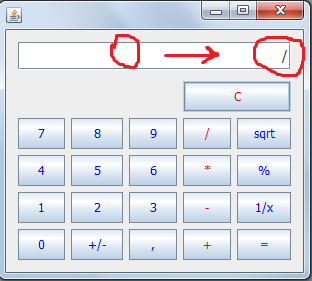 /
C
7 8 9 / sqrt
4 5 6 * %
1 2 3 - 1/x
0 +/- , + =